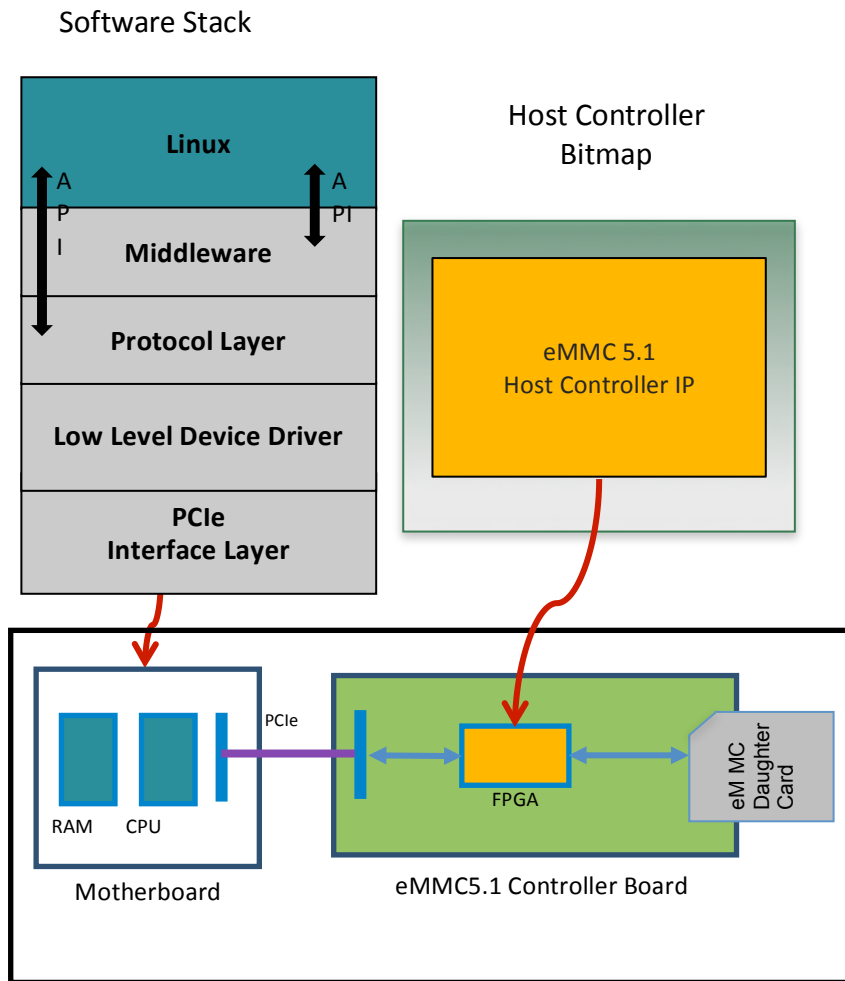 Software Stack
Linux
A
P
I
A
PI
Middleware
Protocol Layer
Low Level Device Driver
PCIe
Interface Layer
Host Controller
Bitmap
eMMC 5.1
Host Controller IP
RAM
CPU
PCIe
Motherboard
FPGA
eM MC
Daughter
Card
eMMC5.1 Controller Board